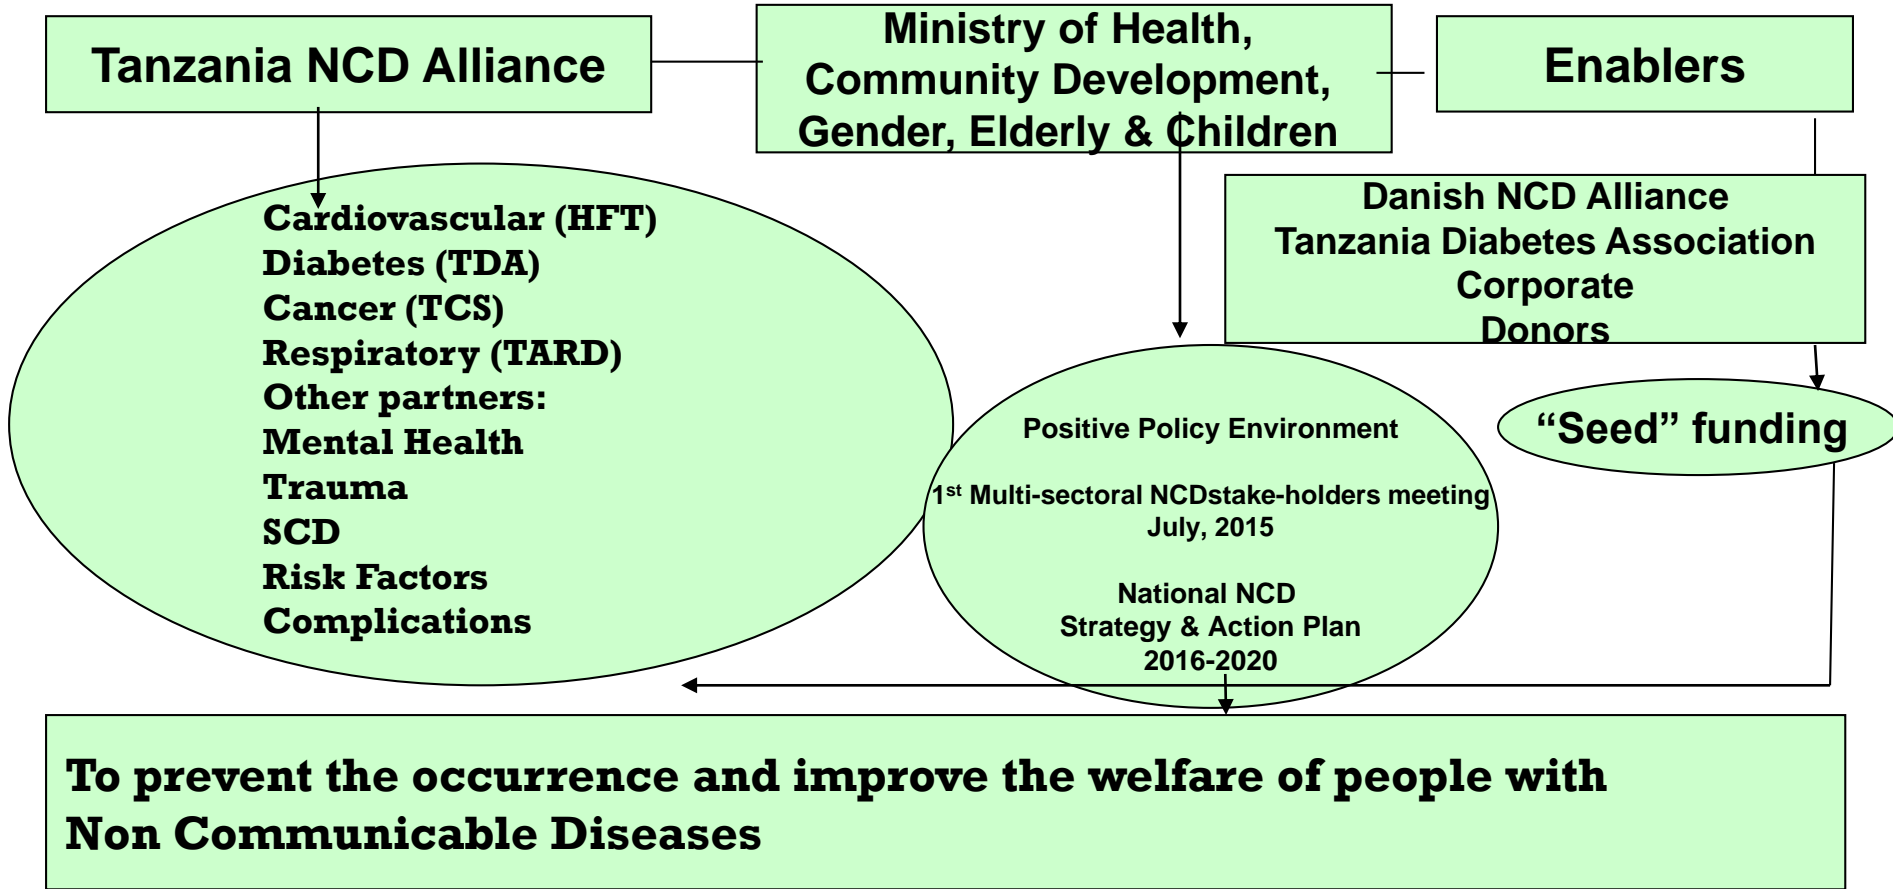 Tanzania NCD Alliance
Ministry of Health,
Community Development,
Gender, Elderly & Children
Enablers
Cardiovascular (HFT)
Diabetes (TDA)
Cancer (TCS)
Respiratory (TARD)
Other partners:
Mental Health
Trauma
SCD
Risk Factors
Complications
Danish NCD Alliance
Tanzania Diabetes Association
Corporate
Donors
Positive Policy Environment
1st Multi-sectoral NCDstake-holders meeting
July, 2015
National NCD
Strategy & Action Plan
2016-2020
“Seed” funding
To prevent the occurrence and improve the welfare of people with
Non Communicable Diseases